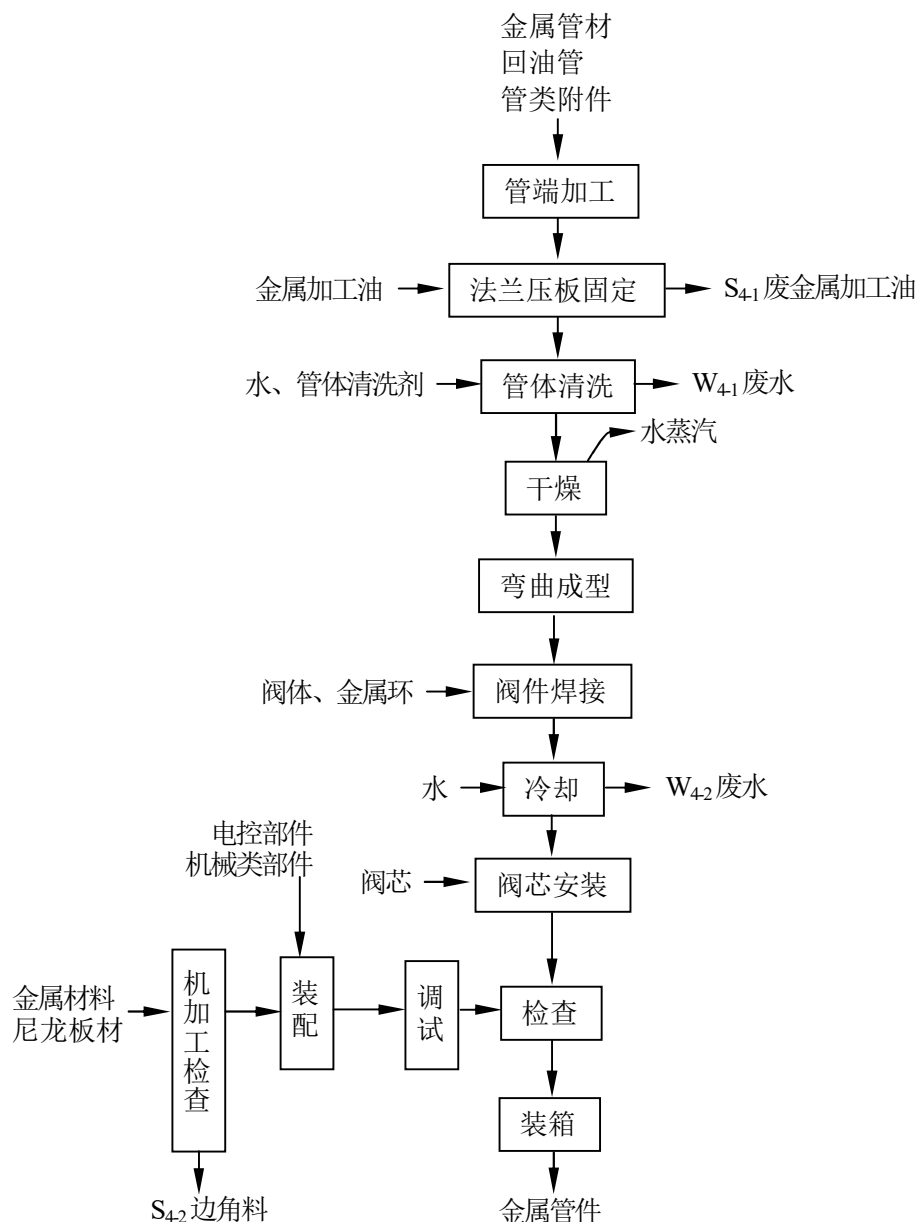 金属管材
回油管
管类附件
管端加工
金属加工油
法兰压板固定
S4-1废金属加工油
水、管体清洗剂
管体清洗
W4-1废水
水蒸汽
干燥
弯曲成型
阀体、金属环
阀件焊接
水
冷却
W4-2废水
电控部件
机械类部件
阀芯
阀芯安装
金属材料
尼龙板材
机加工检查
装配
调试
检查
装箱
S4-2边角料
金属管件